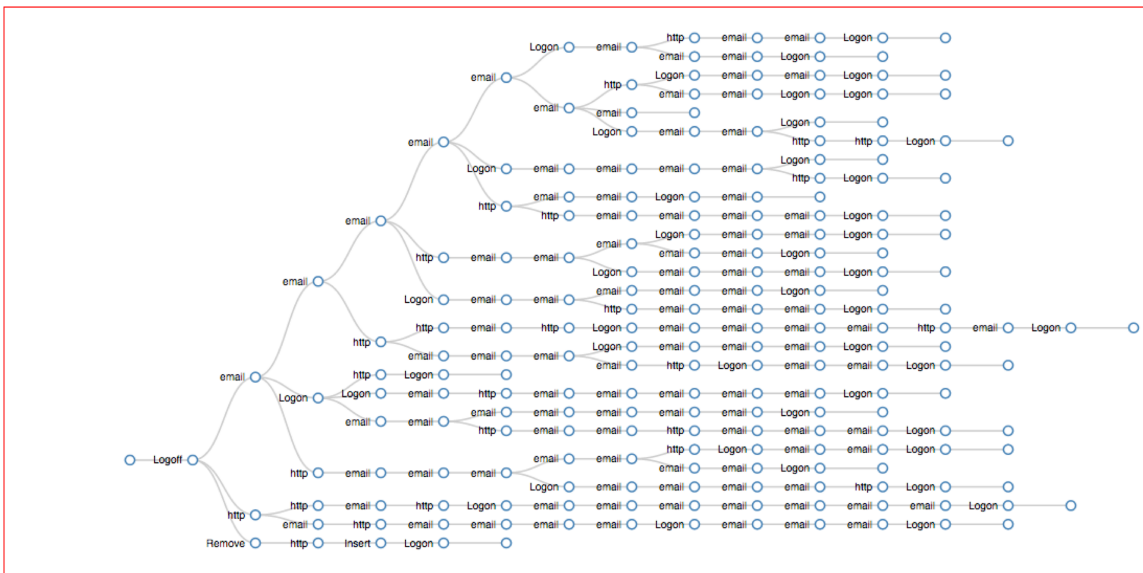 http email email Logon
Logon email
email email Logon
Logon email email Logon
email
http
email email Logon Logon
email
email
Logon
Logon email email
email http http Logon
Logon
Logon email email email
http Logon
email email Logon email
http
http email email email email Logon
email
Logon email email Logon
email
email email Logon
http email email
Logon email email email Logon
email
email email email Logon
Logon email email
http email email email Logon
http email http Logon email email email email http email Logon
http
Logon email email email Logon
email email email
email http Logon email email Logon
http Logon
email
Logon email http email email email email email Logon
Logon
email email email email email Logon
email email
http email email http email email email Logon
http Logon email email Logon
email email
Logoff
email email Logon
http email email email
Logon email email email email http Logon
http email http Logon email email email email email email email Logon
http
email http email email email email Logon email email email Logon
Remove http Insert Logon